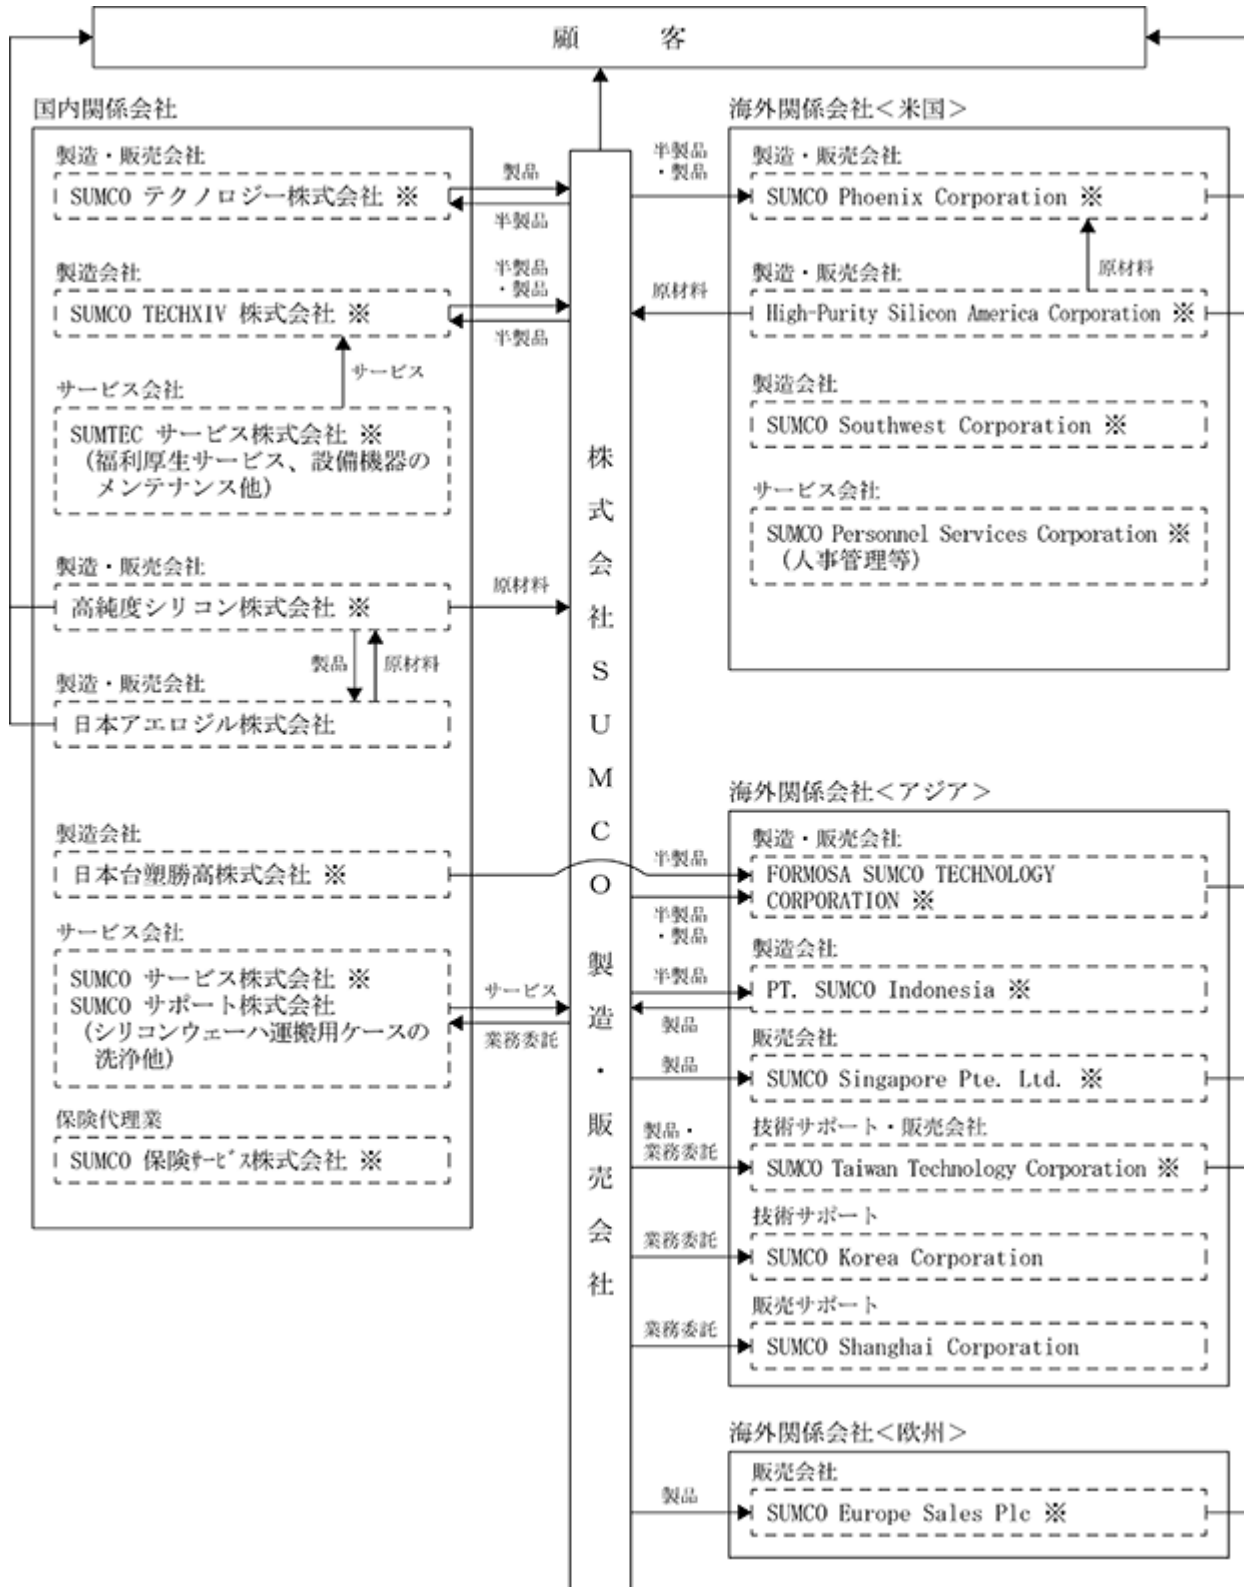 顧客
国内関係会社
製造・販売会社
SUMCO テクノロジー株式会社 ※
製品
半製品
製造会社
SUMCO TECHXIV 株式会社 ※
半製品
・製品
半製品
サービス
サービス会社
SUMTEC サービス株式会社 ※
(福利厚生サービス、設備機器の
メンテナンス他)
製造・販売会社
高純度シリコン株式会社 ※
原材料
製品
原材料
製造・販売会社
日本アエロジル株式会社
製造会社
日本台塑勝高株式会社 ※
サービス会社
SUMCO サービス株式会社 ※
SUMCO サポート株式会社
(シリコンウェーハ運搬用ケースの
洗浄他)
サービス
業務委託
保険代理業
SUMCO 保険ｻｰﾋﾞｽ株式会社 ※
株式会社SUMCO 製造・販売会社
海外関係会社＜米国＞
半製品
・製品
製造・販売会社
SUMCO Phoenix Corporation ※
原材料
製造・販売会社
原材料
High-Purity Silicon America Corporation ※
製造会社
SUMCO Southwest Corporation ※
サービス会社
SUMCO Personnel Services Corporation ※
(人事管理等)
海外関係会社＜アジア＞
製造・販売会社
半製品
FORMOSA SUMCO TECHNOLOGY
CORPORATION ※
半製品
・製品
製造会社
半製品
PT. SUMCO Indonesia ※
製品
販売会社
製品
SUMCO Singapore Pte. Ltd. ※
技術サポート・販売会社
製品・
業務委託
SUMCO Taiwan Technology Corporation ※
技術サポート
業務委託
SUMCO Korea Corporation
販売サポート
業務委託
SUMCO Shanghai Corporation
海外関係会社＜欧州＞
販売会社
製品
SUMCO Europe Sales Plc ※